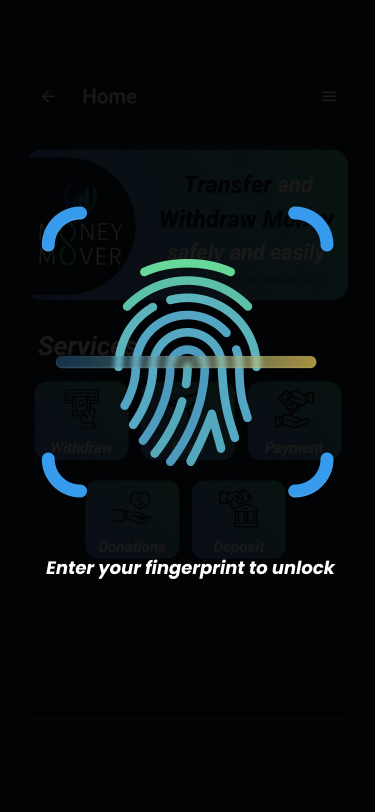 Home
Transfer and
Withdraw Money
safely and easily
MONEY
MOVER
Services
Withdraw
Payment
Donations
Deposit
Enter your fingerprint to unlock